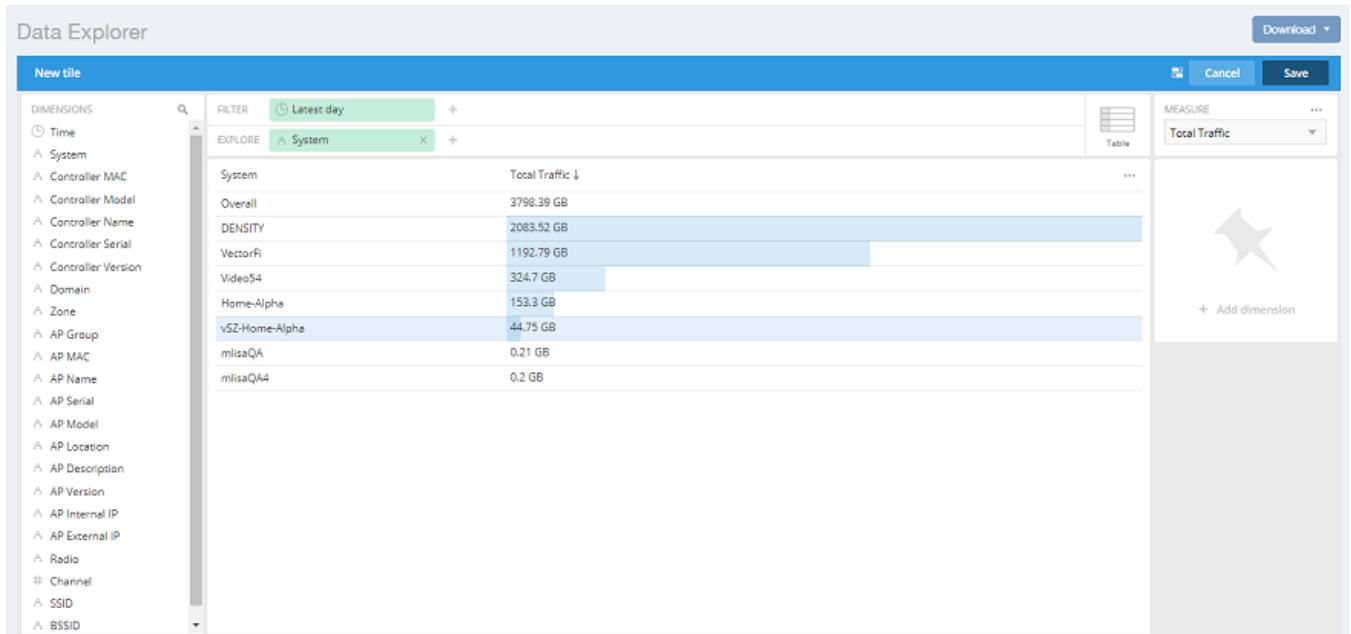 Data Explorer
Download
New tile
Cancel
Save
DIMENSIONS
Time
System
Controller MAC
Controller Model
Controller Name
Controller Serial
Controller Version
Domain
Zone
AP Group
AP MAC
AP Name
AP Serial
AP Model
AP Location
AP Description
AP Version
AP Internal IP
AP External IP
Radio
Channel
SSID
BSSID
FILTER
Latest day
EXPLORE
System
Table
System Total Traffic ↓
Overall 3798.39 GB
DENSITY 2083.52 GB
VectorFi 1192.79 GB
Video54 324.7 GB
Home-Alpha 153.3 GB
vSZ-Home-Alpha 44.75 GB
mlisaQA 0.21 GB
mlisaQA4 0.2 GB
MEASURE
Total Traffic
+ Add dimension